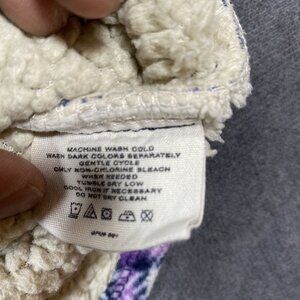 MACHINE WASH COLD
WASH DARK COLORS SEPARATELY
GENTLE CYCLE
ONLY NON-CHLORINE BLEACH
WHEN NEEDED
TUMBLE DRY LOW
COOL IRON IF NECESSARY
DO NOT DRY CLEAN